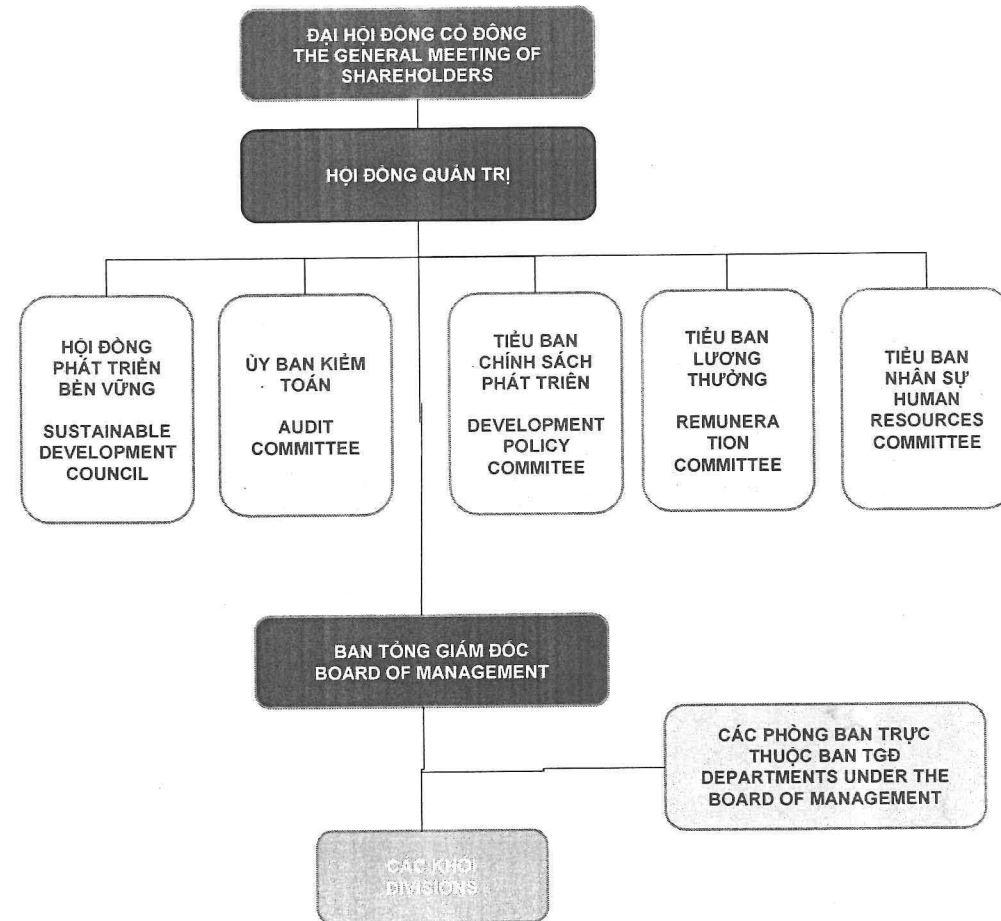 ĐẠI HỘI ĐỒNG CỔ ĐÔNG
THE GENERAL MEETING OF
SHAREHOLDERS
HỘI ĐỒNG QUẢN TRỊ
HỘI ĐỒNG
PHÁT TRIỂN
BỀN VỮNG
SUSTAINABLE
DEVELOPMENT
COUNCIL
ỦY BAN KIỂM
TOÁN
AUDIT
COMMITTEE
TIỂU BAN
CHÍNH SÁCH
PHÁT TRIỂN
DEVELOPMENT
POLICY
COMMITEE
TIỂU BAN
LƯƠNG
THƯỞNG
REMUNERA
TION
COMMITTEE
TIỂU BAN
NHÂN SỰ
HUMAN
RESOURCES
COMMITTEE
BAN TỔNG GIÁM ĐỐC
BOARD OF MANAGEMENT
CÁC PHÒNG BAN TRỰC
THUỘC BAN TGĐ
DEPARTMENTS UNDER THE
BOARD OF MANAGEMENT
CÁC KHỐI
DIVISIONS